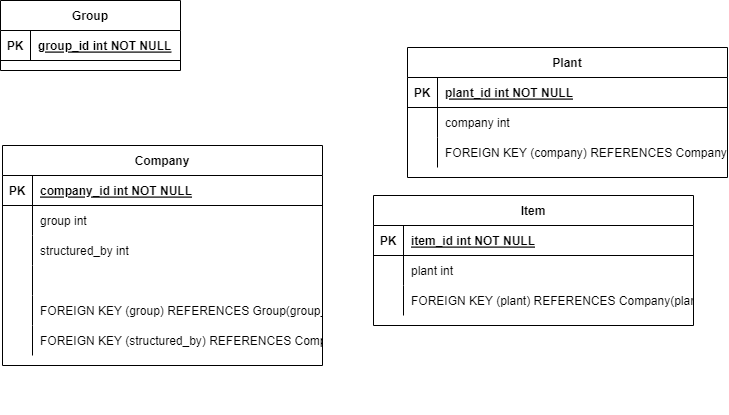 Group
PK group_id int NOT NULL
Plant
PK plant_id int NOT NULL
company int
FOREIGN KEY (company) REFERENCES Company
Company
PK company_id int NOT NULL
group int
structured_by int
FOREIGN KEY (group) REFERENCES Group(group_
FOREIGN KEY (structured_by) REFERENCES
Item
PK item_id int NOT NULL
plant int
FOREIGN KEY (plant) REFERENCES Company(plan